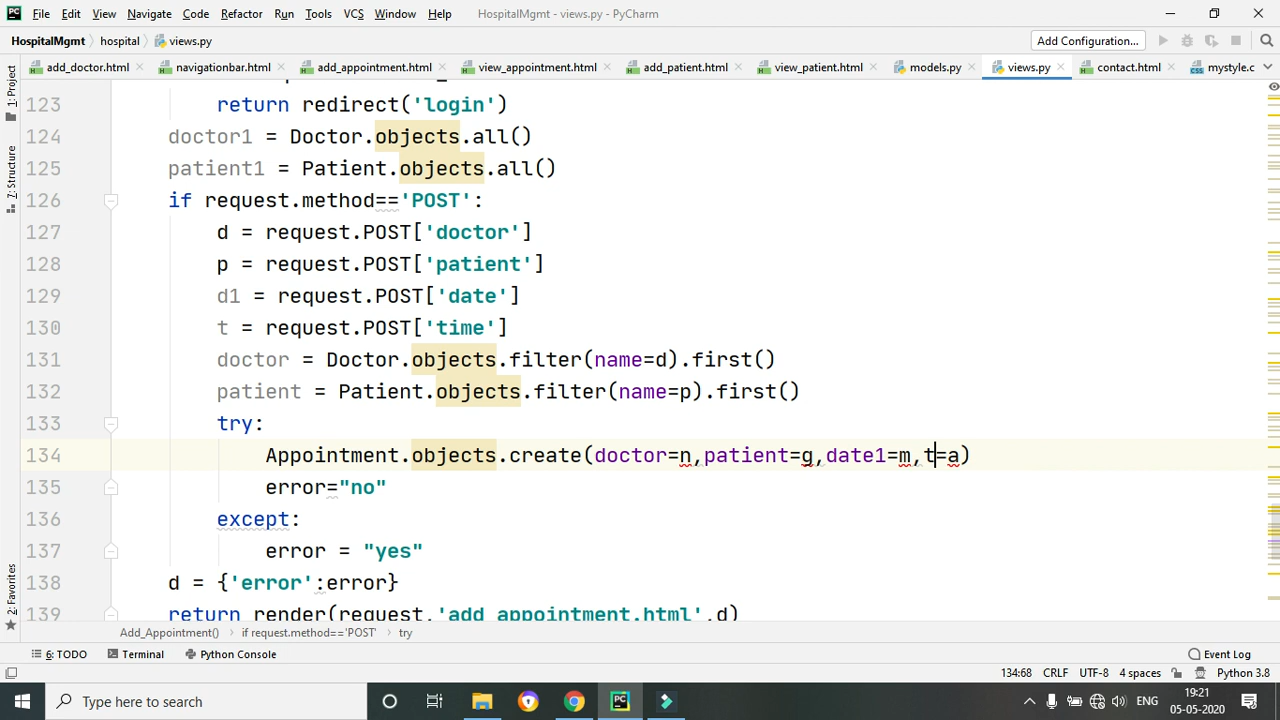 PC File Edit View Navigate Code Refactor Run Tools VCS Window Help HospitalMgmt - views.py - PyCharm
HospitalMgmt hospital views.py Add Configuration...
add_doctor.html navigationbar.html add_appointment.html view_appointment.html add_patient.html view_patient.html models.py views.py contact.html mystyle.c
1: Project
7: Structure
2: Favorites
123 return redirect('login')
124 doctor1 = Doctor.objects.all()
125 patient1 = Patient.objects.all()
126 if request.method=='POST':
127 d = request.POST['doctor']
128 p = request.POST['patient']
129 d1 = request.POST['date']
130 t = request.POST['time']
131 doctor = Doctor.objects.filter(name=d).first()
132 patient = Patient.objects.filter(name=p).first()
133 try:
134 Appointment.objects.create(doctor=n,patient=g,date1=m,t=a)
135 error="no"
136 except:
137 error = "yes"
138 d = {'error':error}
139 return render(request,'add_appointment.html',d)
Add_Appointment() if request.method=='POST' try
6: TODO Terminal Python Console Event Log
134:68 CRLF UTF-8 4 spaces Python 3.8
Type here to search ENG 19:21
05-05-2020